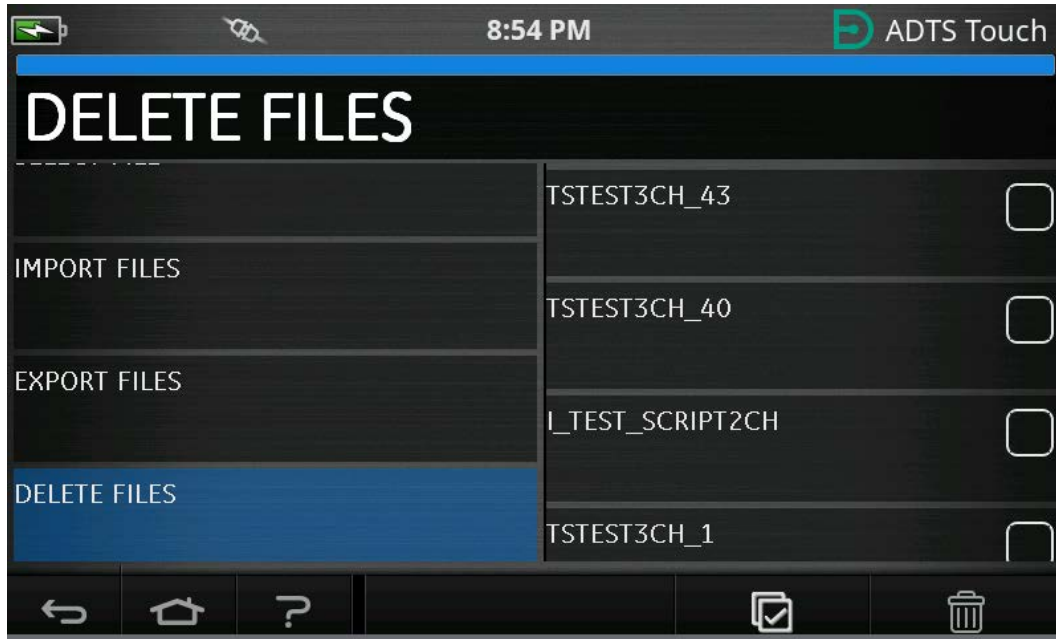 8:54 PM
ADTS Touch
DELETE FILES
IMPORT FILES
EXPORT FILES
DELETE FILES
TSTEST3CH_43
TSTEST3CH_40
I_TEST_SCRIPT2CH
TSTEST3CH_1